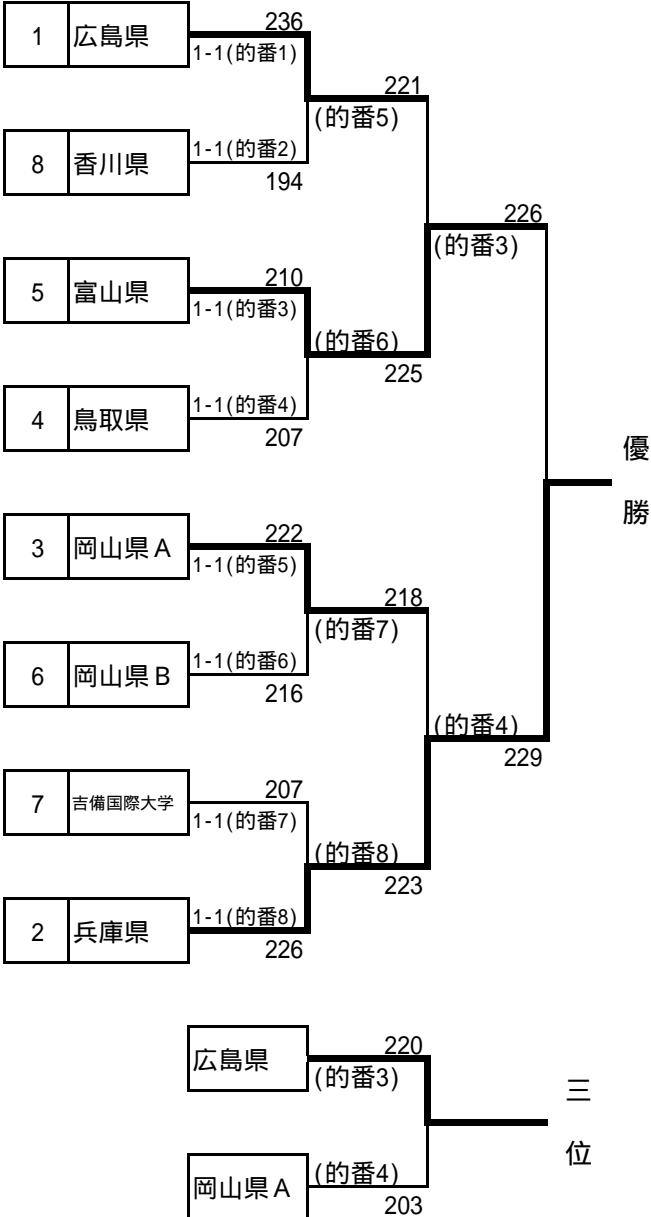 236
1 広島県
1-1(的番1)
221
(的番5)
1-1(的番2)
8 香川県
194
226
(的番3)
210
5 富山県
1-1(的番3)
(的番6)
225
1-1(的番4)
4 鳥取県
207
優
勝
222
3 岡山県A
1-1(的番5)
218
(的番7)
1-1(的番6)
6 岡山県B
216
(的番4)
229
207
7 吉備国際大学
1-1(的番7)
(的番8)
223
1-1(的番8)
2 兵庫県
226
220
広島県
(的番3)
三
位
(的番4)
岡山県A
203